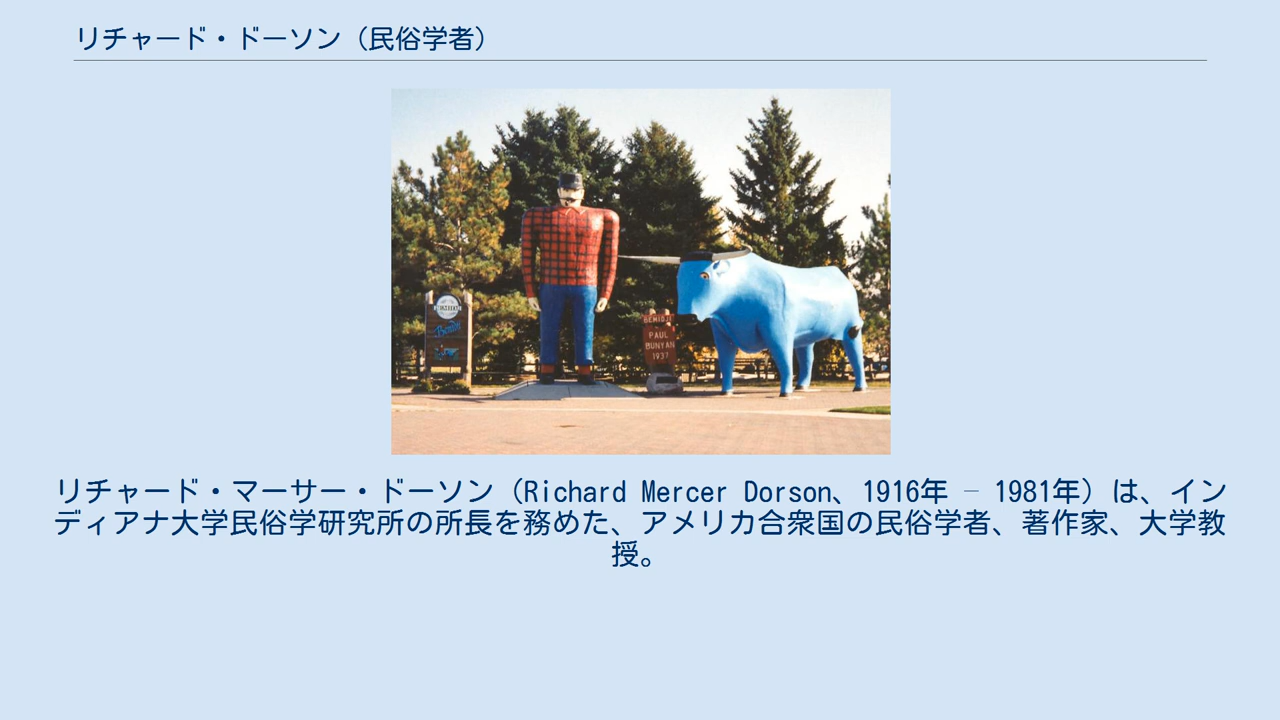 リチャード・ドーソン（民俗学者）
Bemidji
BEMIDJI
PAUL
BUNYAN
1937
リチャード・マーサー・ドーソン（Richard Mercer Dorson、1916年 – 1981年）は、イン
ディアナ大学民俗学研究所の所長を務めた、アメリカ合衆国の民俗学者、著作家、大学教
授。